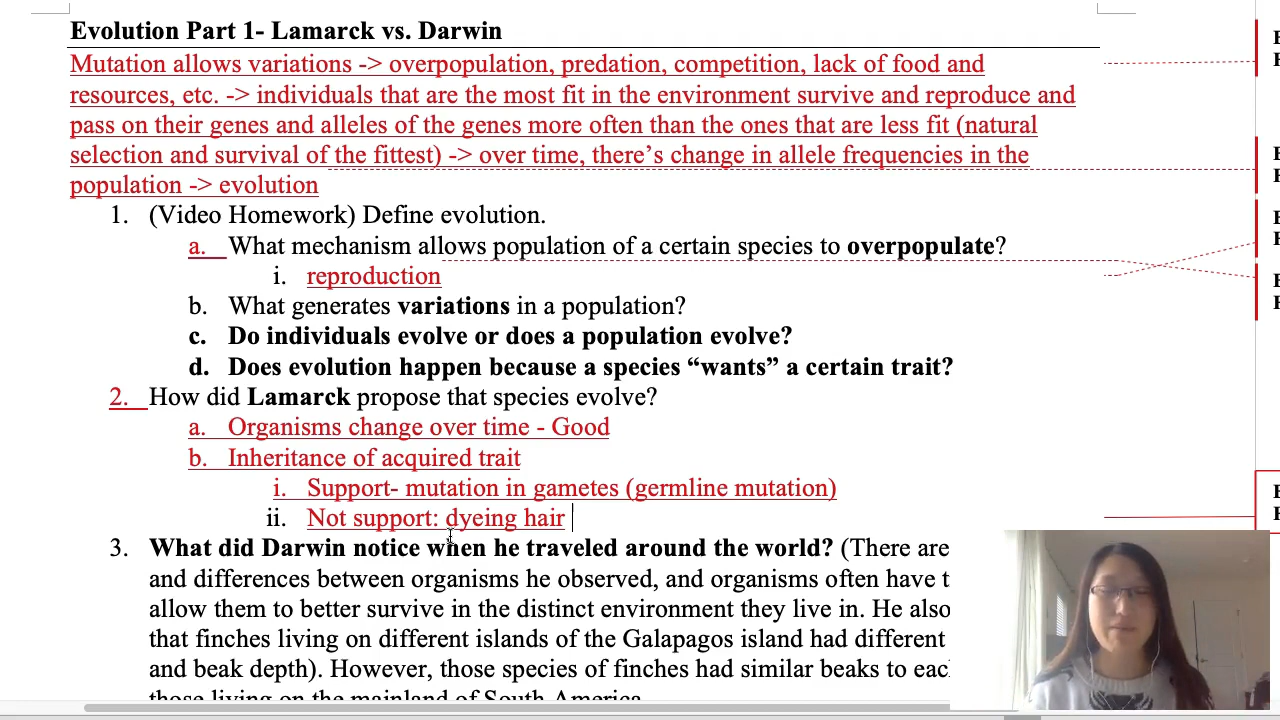 Evolution Part 1- Lamarck vs. Darwin
Mutation allows variations -> overpopulation, predation, competition, lack of food and
resources, etc. -> individuals that are the most fit in the environment survive and reproduce and
pass on their genes and alleles of the genes more often than the ones that are less fit (natural
selection and survival of the fittest) -> over time, there’s change in allele frequencies in the
population -> evolution
1. (Video Homework) Define evolution.
a. What mechanism allows population of a certain species to overpopulate?
i. reproduction
b. What generates variations in a population?
c. Do individuals evolve or does a population evolve?
d. Does evolution happen because a species “wants” a certain trait?
2. How did Lamarck propose that species evolve?
a. Organisms change over time - Good
b. Inheritance of acquired trait
i. Support- mutation in gametes (germline mutation)
ii. Not support: dyeing hair
3. What did Darwin notice when he traveled around the world? (There are
and differences between organisms he observed, and organisms often have t
allow them to better survive in the distinct environment they live in. He also
that finches living on different islands of the Galapagos island had different
and beak depth). However, those species of finches had similar beaks to eac
those living on the mainland of South America